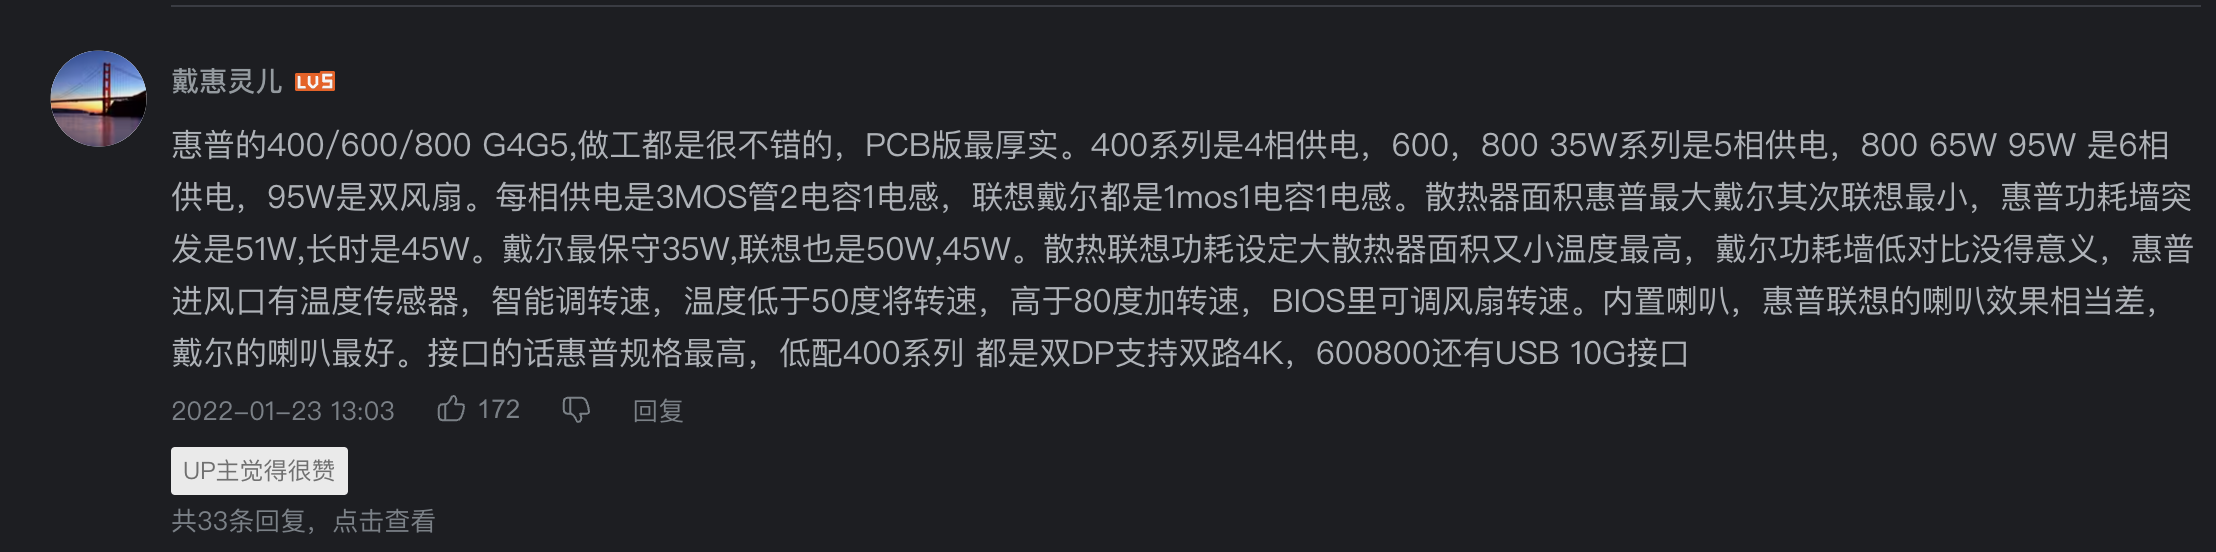 戴惠灵儿 LV5
惠普的400/600/800 G4G5,做工都是很不错的，PCB版最厚实。400系列是4相供电，600，800 35W系列是5相供电，800 65W 95W 是6相
供电，95W是双风扇。每相供电是3MOS管2电容1电感，联想戴尔都是1mos1电容1电感。散热器面积惠普最大戴尔其次联想最小，惠普功耗墙突
发是51W,长时是45W。戴尔最保守35W,联想也是50W,45W。散热联想功耗设定大散热器面积又小温度最高，戴尔功耗墙低对比没得意义，惠普
进风口有温度传感器，智能调转速，温度低于50度将转速，高于80度加转速，BIOS里可调风扇转速。内置喇叭，惠普联想的喇叭效果相当差，
戴尔的喇叭最好。接口的话惠普规格最高，低配400系列 都是双DP支持双路4K，600800还有USB 10G接口
2022-01-23 13:03 172 回复
UP主觉得很赞
共33条回复，点击查看